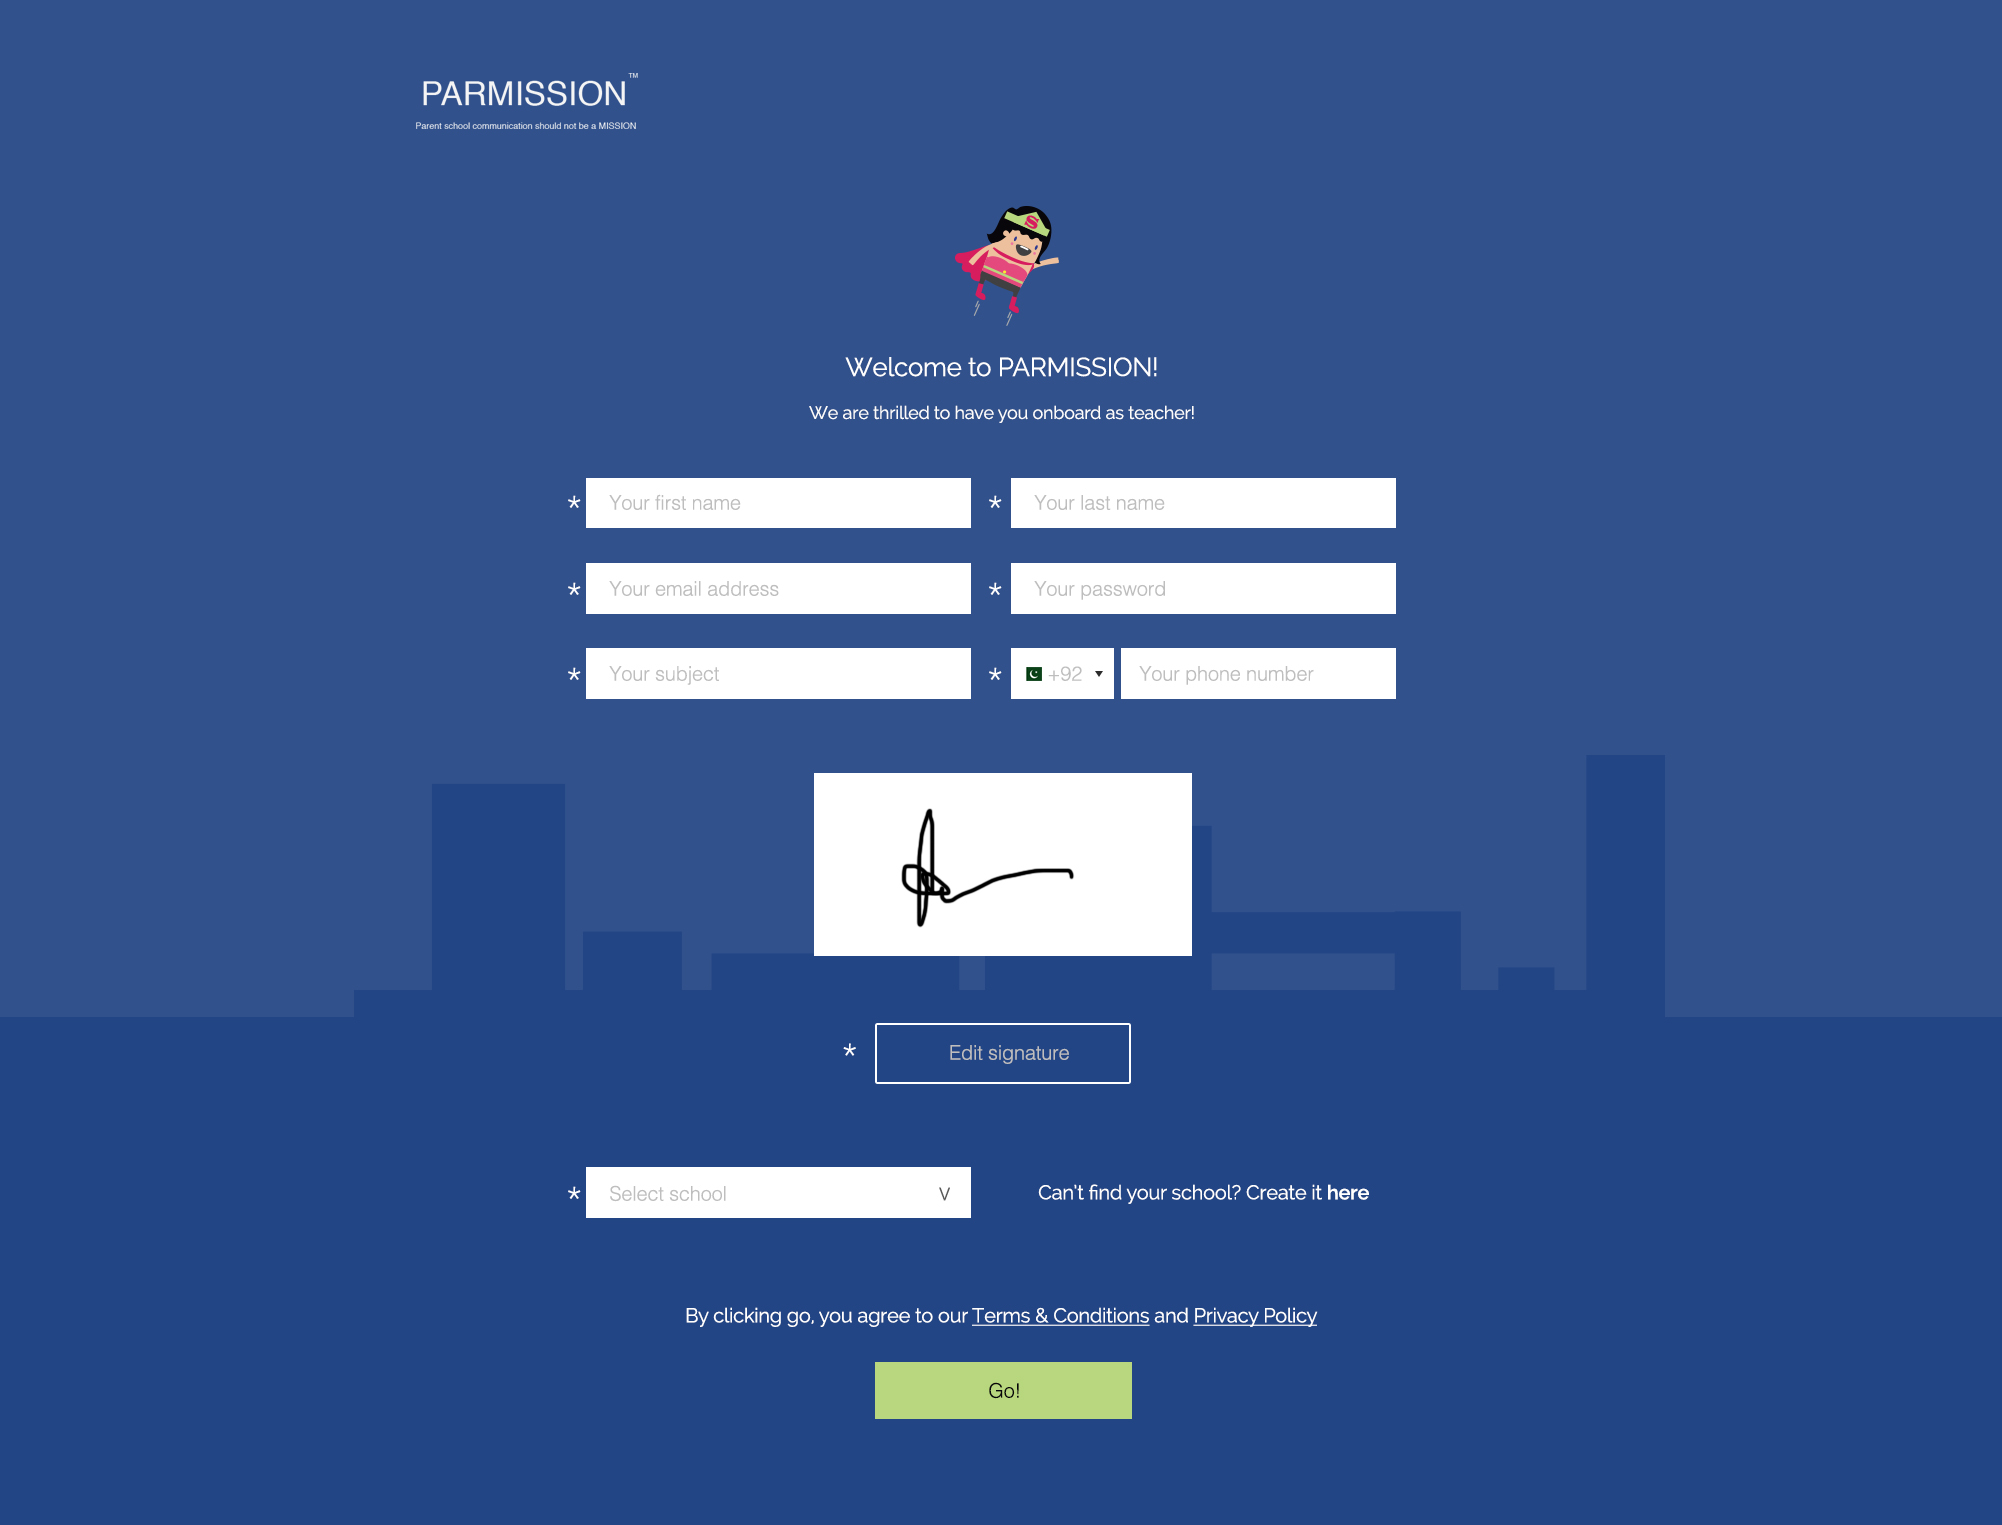 PARMISSION™
Parent school communication should not be a MISSION
S
Welcome to PARMISSION!
We are thrilled to have you onboard as teacher!
* Your first name * Your last name
* Your email address * Your password
* Your subject * +92 Your phone number
* Edit signature
* Select school V Can't find your school? Create it here
By clicking go, you agree to our Terms & Conditions and Privacy Policy
Go!